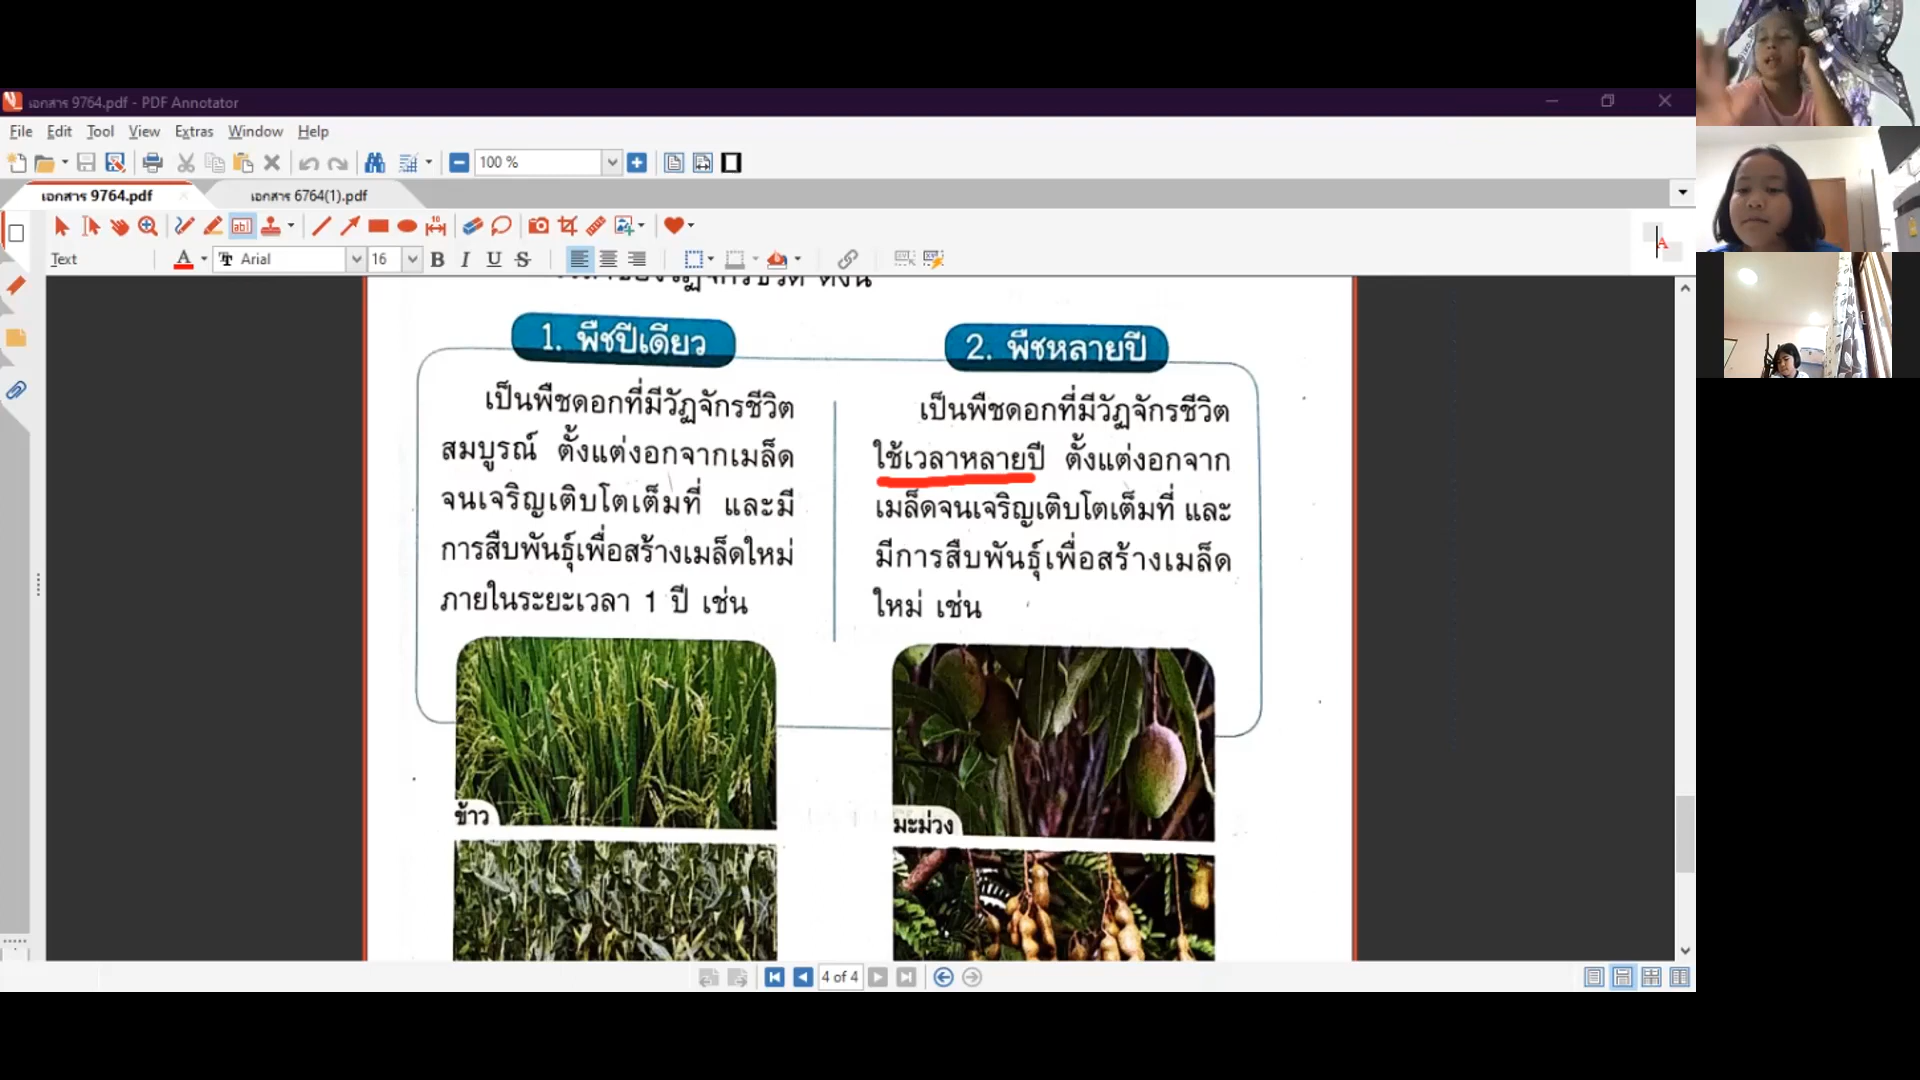 เอกสาร 9764.pdf - PDF Annotator
File Edit Tool View Extras Window Help
100 %
เอกสาร 9764.pdf
เอกสาร 6764(1).pdf
Text
Arial
16
1. พืชปีเดียว
เป็นพืชดอกที่มีวัฏจักรชีวิต
สมบูรณ์ ตั้งแต่งอกจากเมล็ด
จนเจริญเติบโตเต็มที่ และมี
การสืบพันธุ์เพื่อสร้างเมล็ดใหม่
ภายในระยะเวลา 1 ปี เช่น
ข้าว
2. พืชหลายปี
เป็นพืชดอกที่มีวัฏจักรชีวิต
ใช้เวลาหลายปี ตั้งแต่งอกจาก
เมล็ดจนเจริญเติบโตเต็มที่ และ
มีการสืบพันธุ์เพื่อสร้างเมล็ด
ใหม่ เช่น
มะม่วง
4 of 4